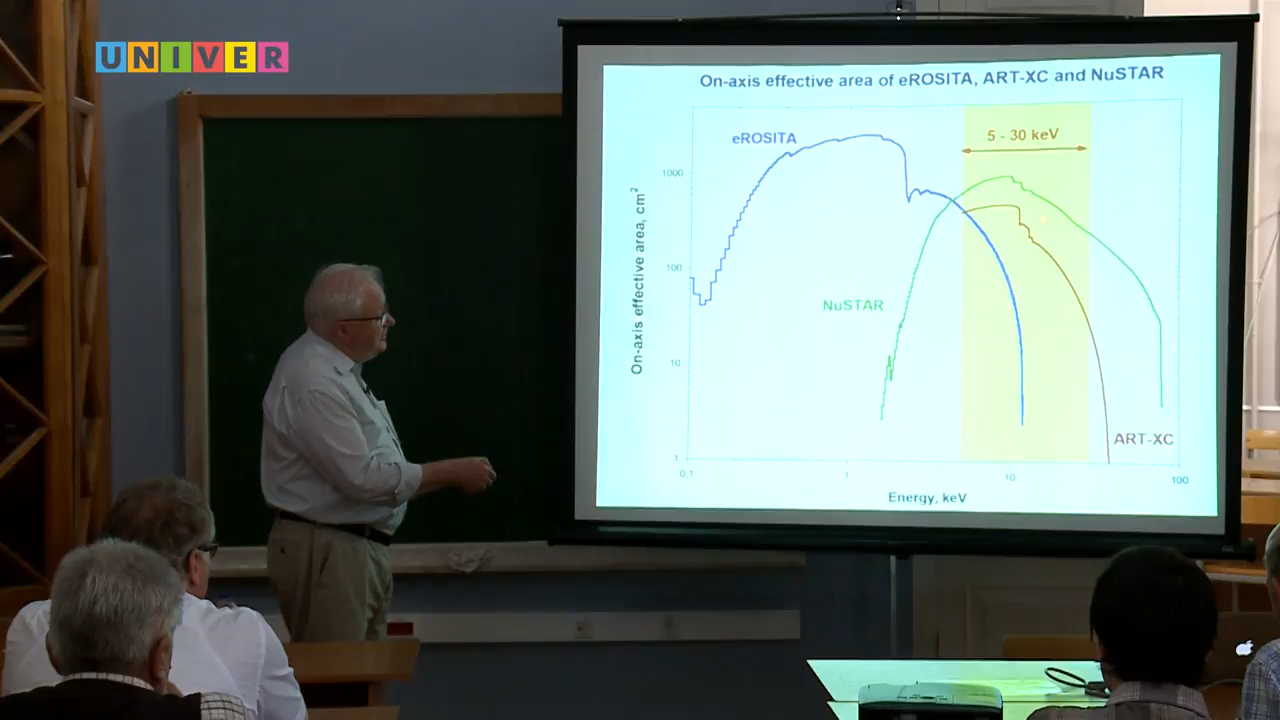 UNIVER
On-axis effective area of eROSITA, ART-XC and NuSTAR
eROSITA
5 - 30 keV
1000
On-axis effective area, cm²
100
NuSTAR
10
ART-XC
1
0.1
1
10
100
Energy, keV